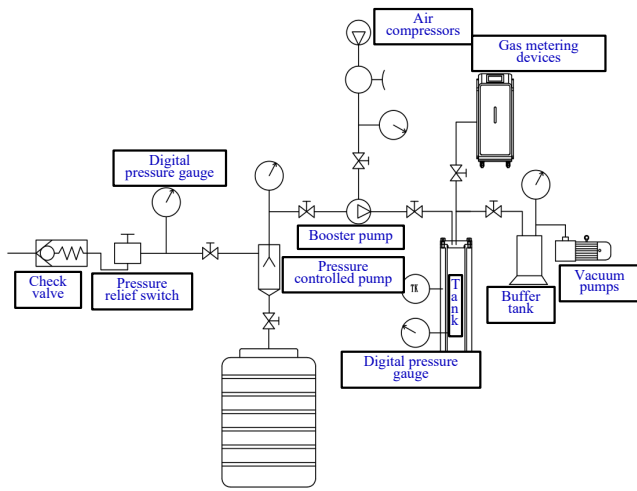 Air
compressors
Gas metering
devices
Digital
pressure gauge
Booster pump
Check
valve
Pressure
relief switch
Pressure
controlled pump
TK
Tank
Buffer
tank
Vacuum
pumps
Digital pressure
gauge